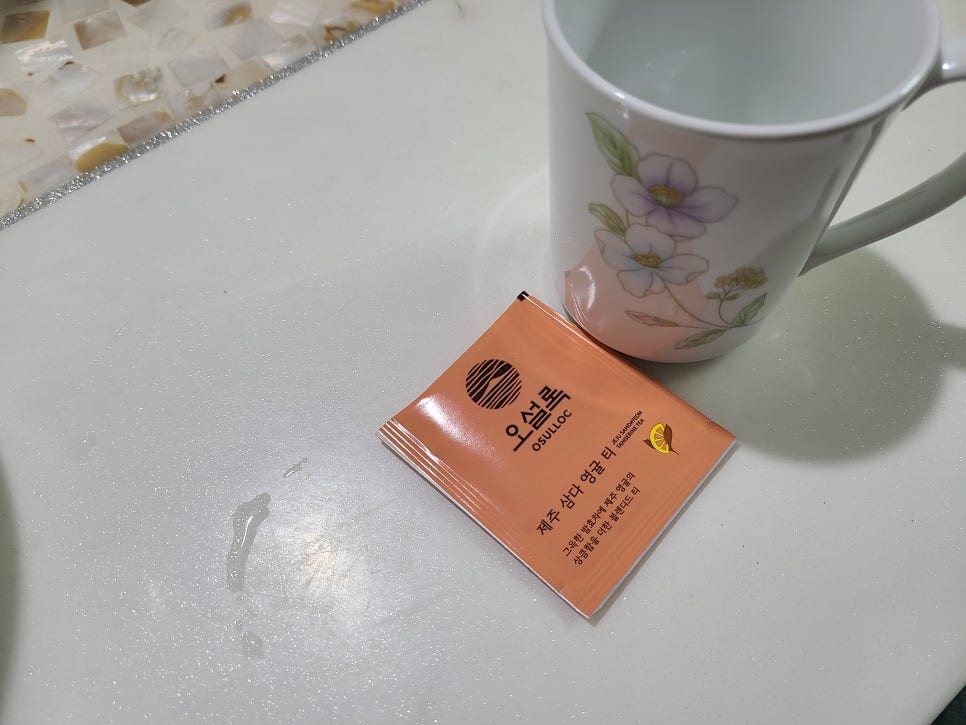 오설록
OSULLOC
제주 삼다 영귤 티
JEJU SAMDAYEON
TANGERINE TEA
그윽한 발효차에 제주 영귤의
상큼함을 더한 블렌디드 티